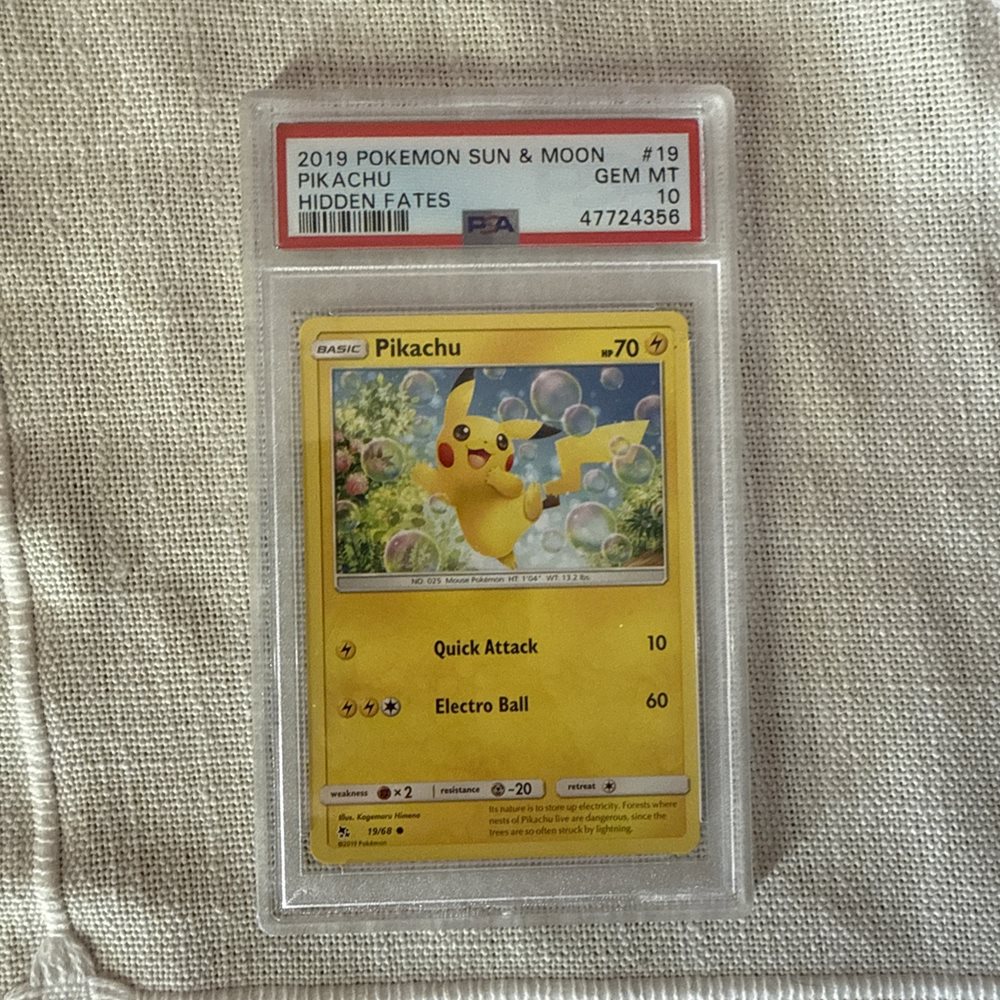 2019 POKEMON SUN & MOON #19
PIKACHU GEM MT
HIDDEN FATES 10
PSA 47724356
BASIC Pikachu HP70
NO. 025 Mouse Pokémon HT: 1'04" WT: 13.2 lbs
Quick Attack 10
Electro Ball 60
weakness ×2 resistance -20 retreat
Illus. Kagemaru Himeno
19/68
©2019 Pokémon
Its nature is to store up electricity. Forests where
nests of Pikachu live are dangerous, since the
trees are so often struck by lightning.